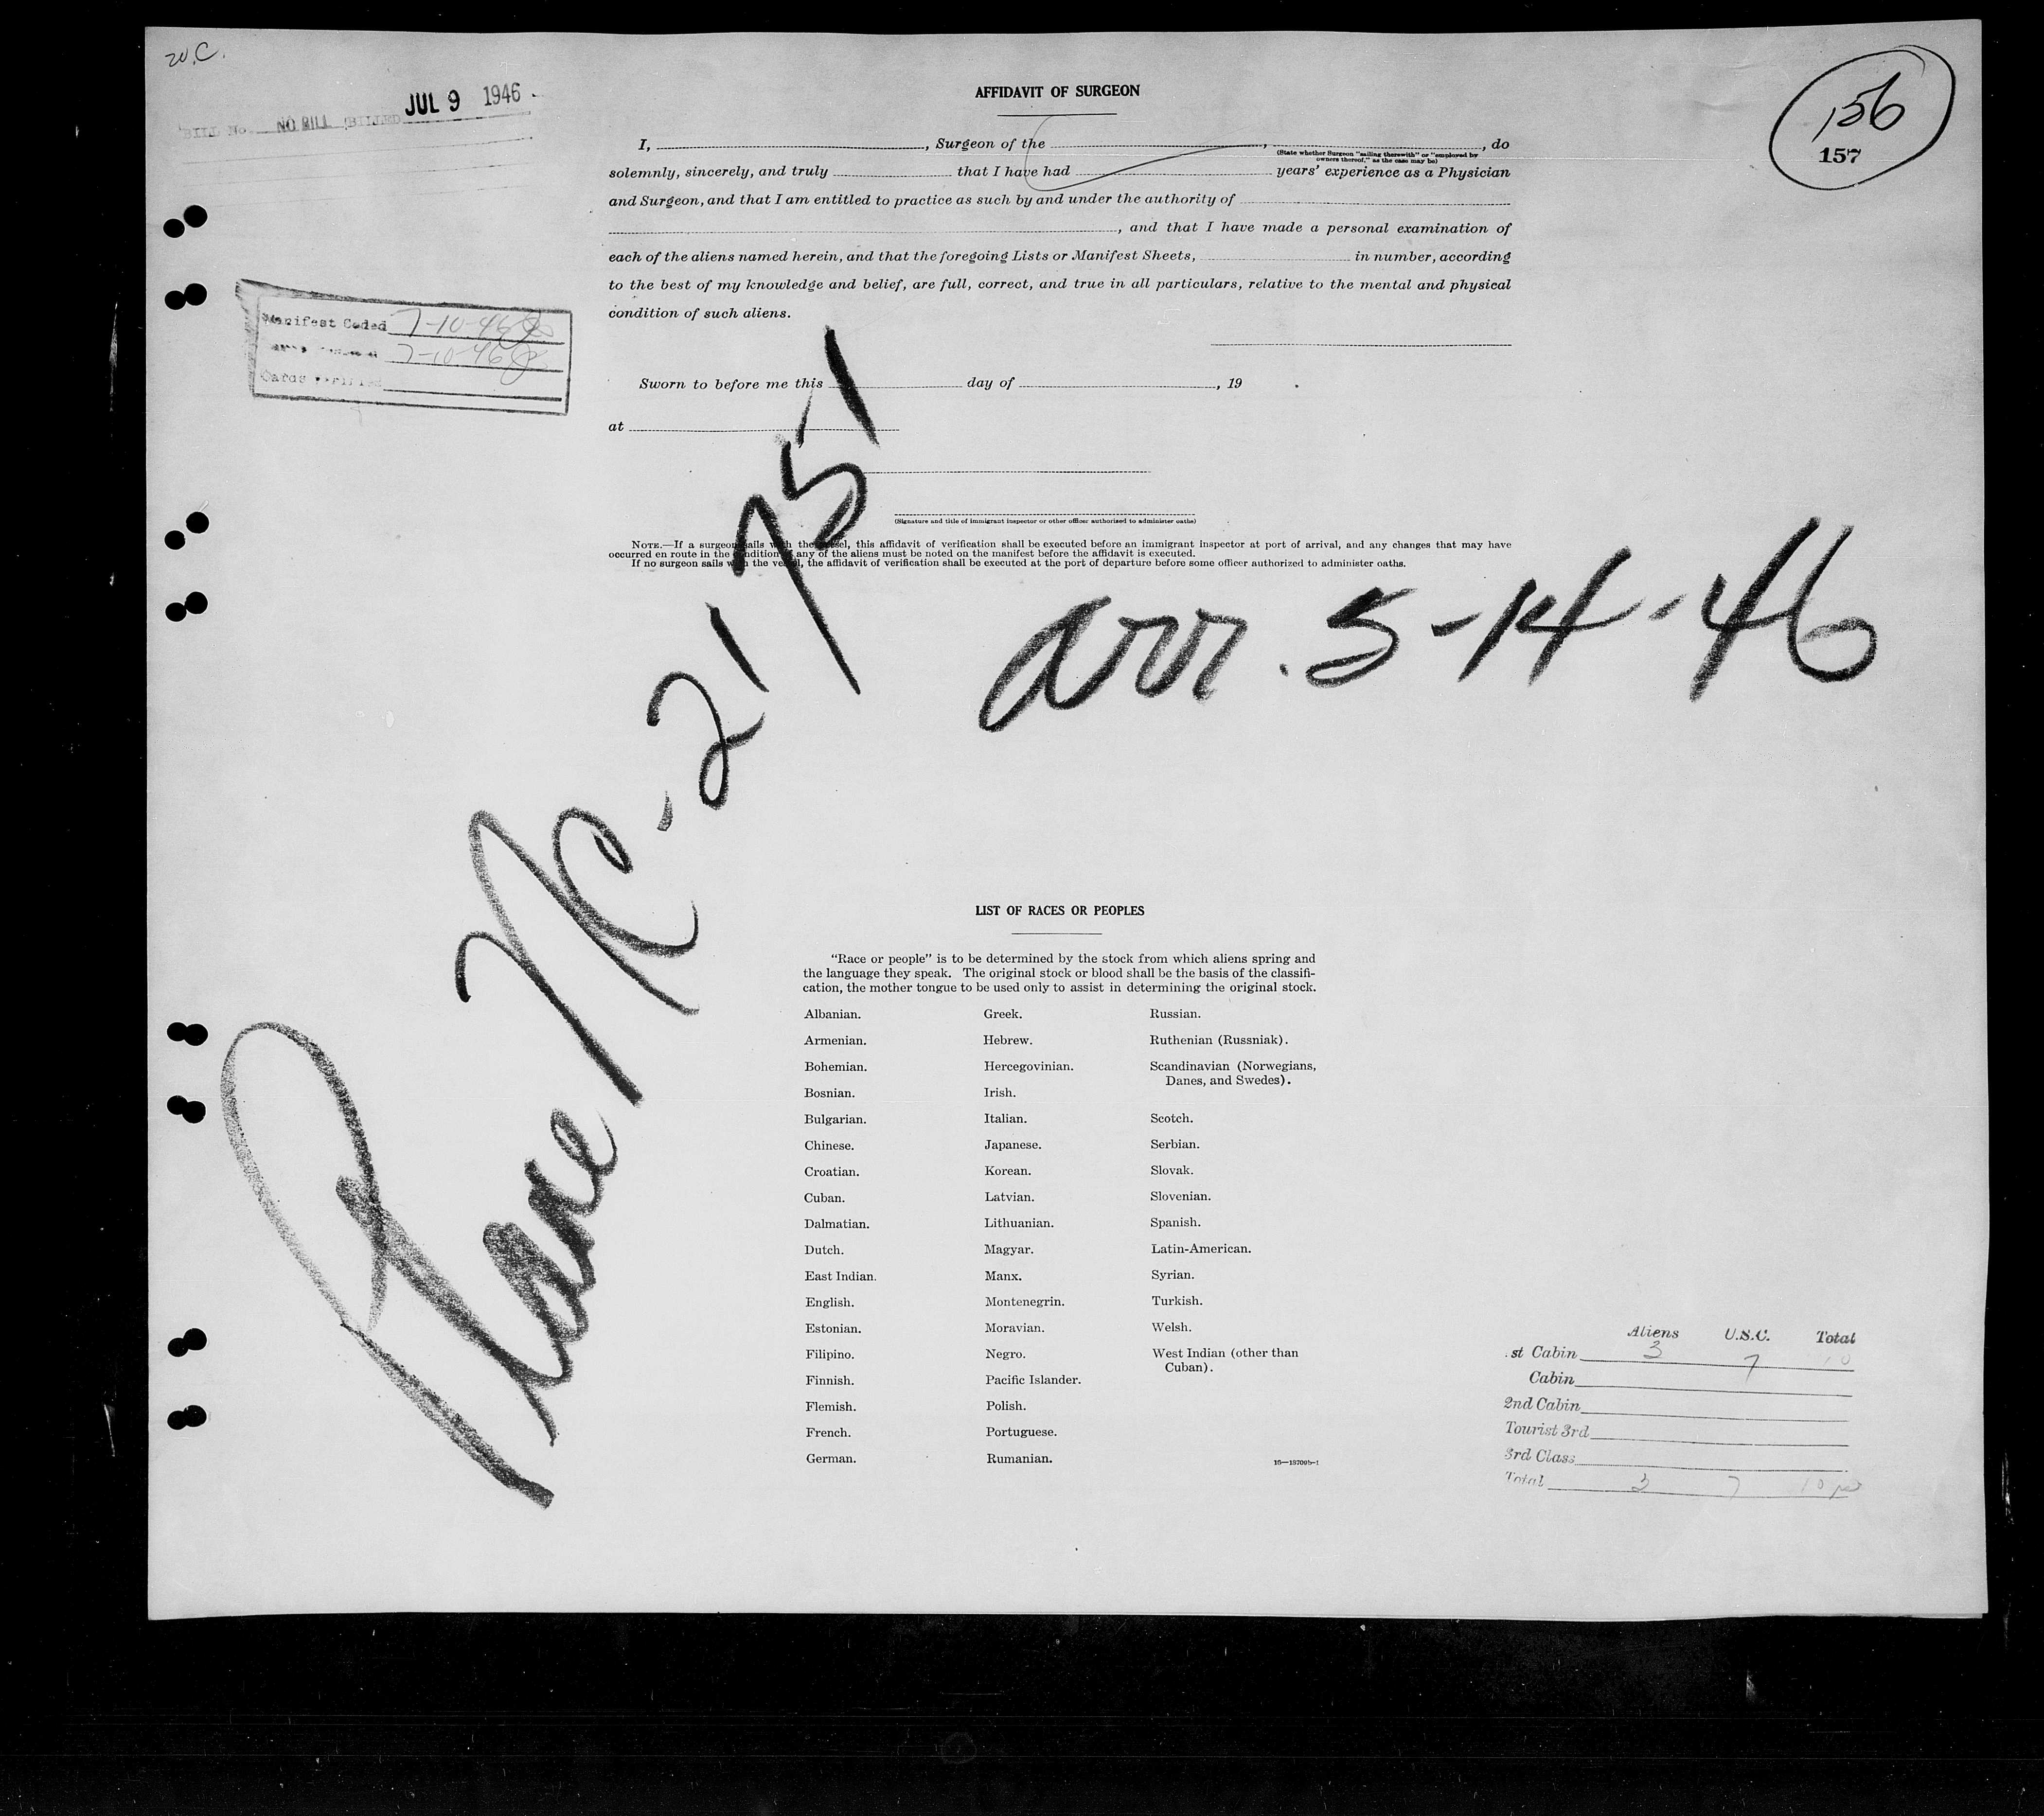 W.C.
JUL 9 1946
BILL No. NO BILL BILLED
156
157
AFFIDAVIT OF SURGEON
I, , Surgeon of the , , do
(State whether Surgeon "sailing therewith" or "employed by
owners thereof," as the case may be)
solemnly, sincerely, and truly that I have had years' experience as a Physician
and Surgeon, and that I am entitled to practice as such by and under the authority of
, and that I have made a personal examination of
each of the aliens named herein, and that the foregoing Lists or Manifest Sheets, in number, according
to the best of my knowledge and belief, are full, correct, and true in all particulars, relative to the mental and physical
condition of such aliens.
Manifest Coded 7-10-46
7-10-46
Cards verified
Sworn to before me this day of , 19 .
at
(Signature and title of immigrant inspector or other officer authorized to administer oaths)
NOTE.—If a surgeon sails with the vessel, this affidavit of verification shall be executed before an immigrant inspector at port of arrival, and any changes that may have
occurred en route in the condition of any of the aliens must be noted on the manifest before the affidavit is executed.
If no surgeon sails with the vessel, the affidavit of verification shall be executed at the port of departure before some officer authorized to administer oaths.
Plane NC-21751
arr. 5-14-46
LIST OF RACES OR PEOPLES
"Race or people" is to be determined by the stock from which aliens spring and
the language they speak. The original stock or blood shall be the basis of the classifi-
cation, the mother tongue to be used only to assist in determining the original stock.
Albanian. Greek. Russian.
Armenian. Hebrew. Ruthenian (Russniak).
Bohemian. Hercegovinian. Scandinavian (Norwegians,
Danes, and Swedes).
Bosnian. Irish.
Bulgarian. Italian. Scotch.
Chinese. Japanese. Serbian.
Croatian. Korean. Slovak.
Cuban. Latvian. Slovenian.
Dalmatian. Lithuanian. Spanish.
Dutch. Magyar. Latin-American.
East Indian. Manx. Syrian.
English. Montenegrin. Turkish.
Estonian. Moravian. Welsh.
Filipino. Negro. West Indian (other than
Cuban).
Finnish. Pacific Islander.
Flemish. Polish.
French. Portuguese.
German. Rumanian.
16—13709b-1
Aliens U.S.C. Total
st Cabin 3 7 10
Cabin
2nd Cabin
Tourist 3rd
3rd Class
Total 3 7 10